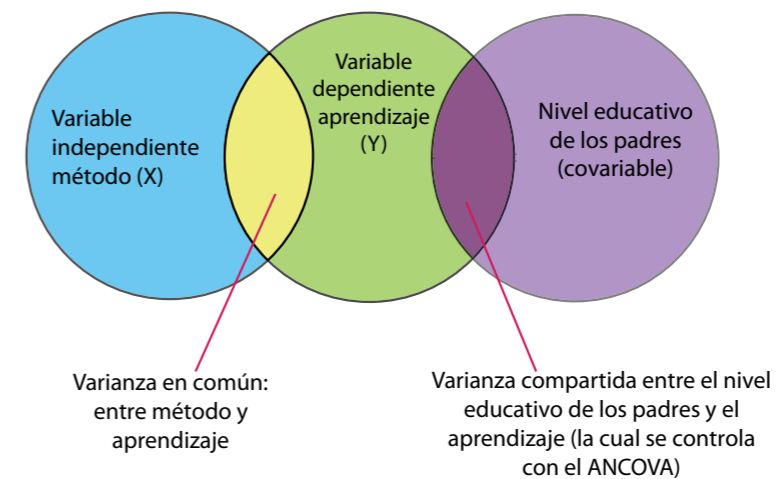 Variable
independiente
método (X)
Variable
dependiente
aprendizaje
(Y)
Nivel educativo
de los padres
(covariable)
Varianza en común:
entre método y
aprendizaje
Varianza compartida entre el nivel
educativo de los padres y el
aprendizaje (la cual se controla
con el ANCOVA)